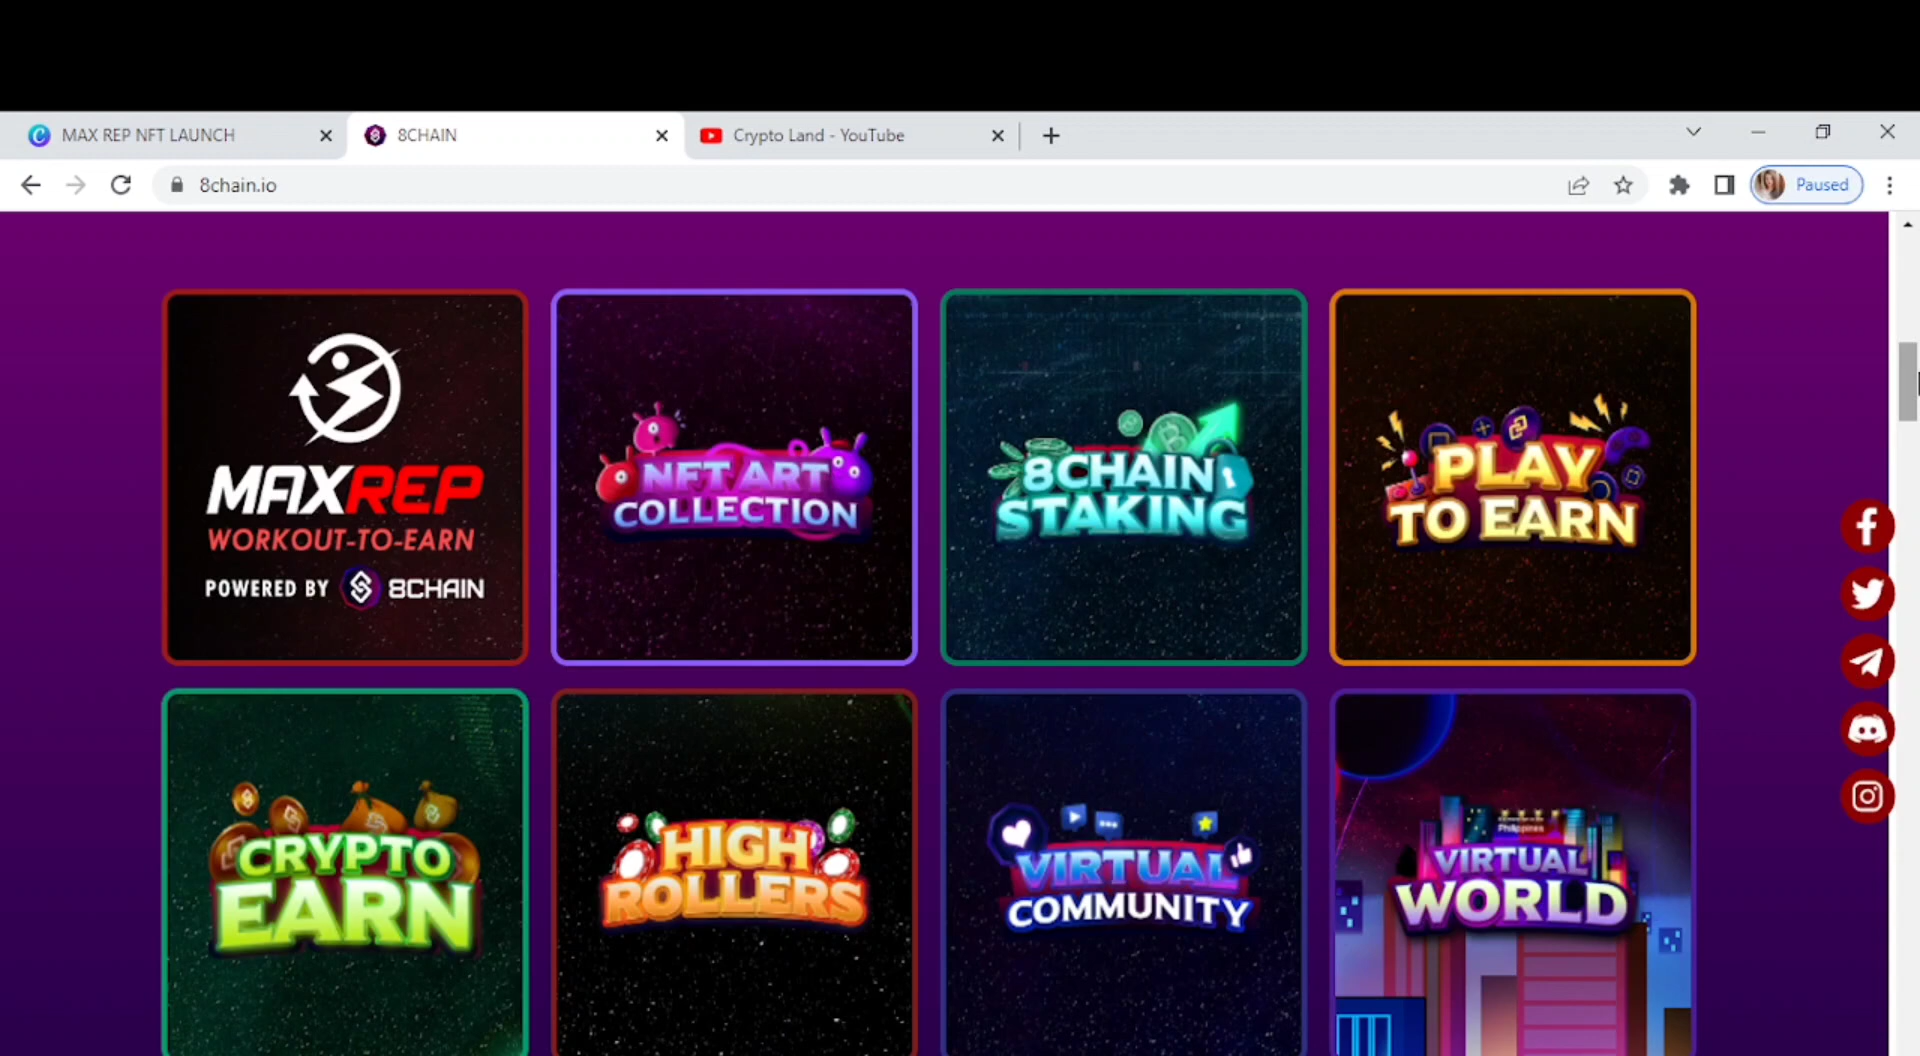 MAX REP NFT LAUNCH
8CHAIN
Crypto Land - YouTube
8chain.io
Paused
MAXREP
WORKOUT-TO-EARN
POWERED BY 8CHAIN
NFT ART
COLLECTION
8CHAIN
STAKING
PLAY
TO EARN
CRYPTO
EARN
HIGH
ROLLERS
VIRTUAL
COMMUNITY
Philippines
VIRTUAL
WORLD